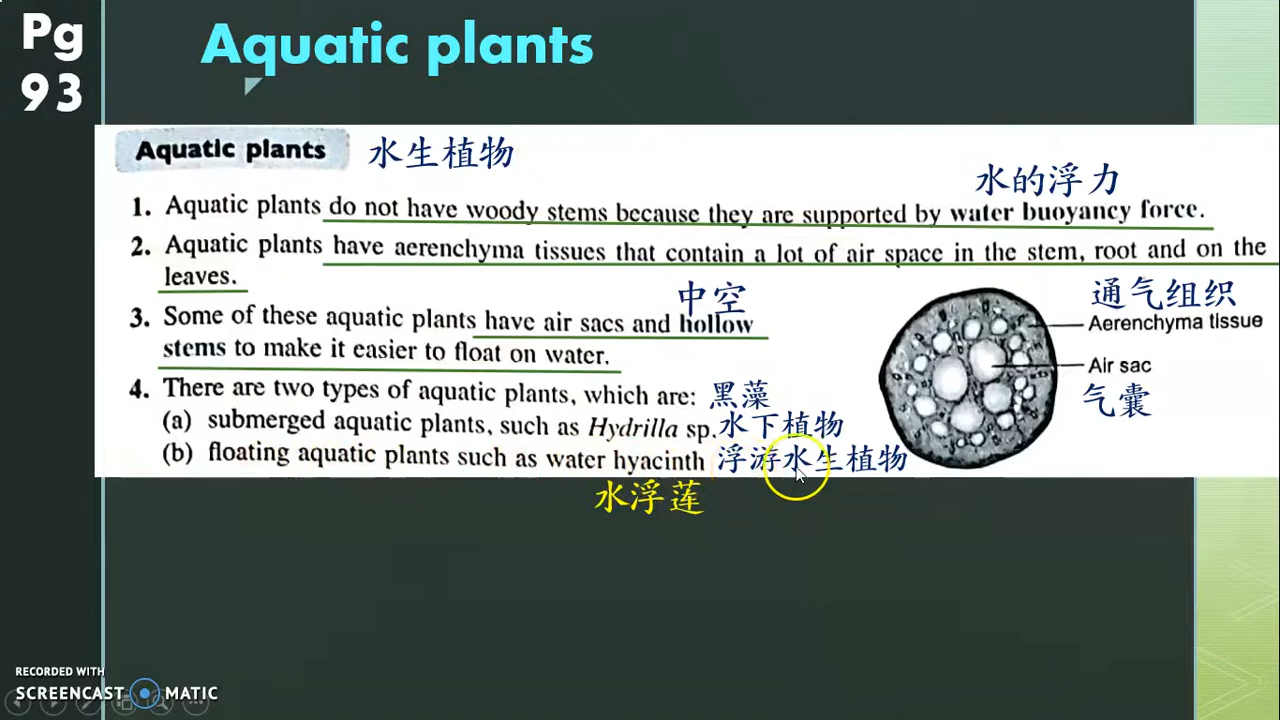 Pg
93
Aquatic plants
Aquatic plants 水生植物
水的浮力
1. Aquatic plants do not have woody stems because they are supported by water buoyancy force.
2. Aquatic plants have aerenchyma tissues that contain a lot of air space in the stem, root and on the
leaves.
中空
3. Some of these aquatic plants have air sacs and hollow
stems to make it easier to float on water.
通气组织
Aerenchyma tissue
Air sac
气囊
4. There are two types of aquatic plants, which are: 黑藻
(a) submerged aquatic plants, such as Hydrilla sp. 水下植物
(b) floating aquatic plants such as water hyacinth 浮游水生植物
水浮莲
RECORDED WITH
SCREENCAST MATIC